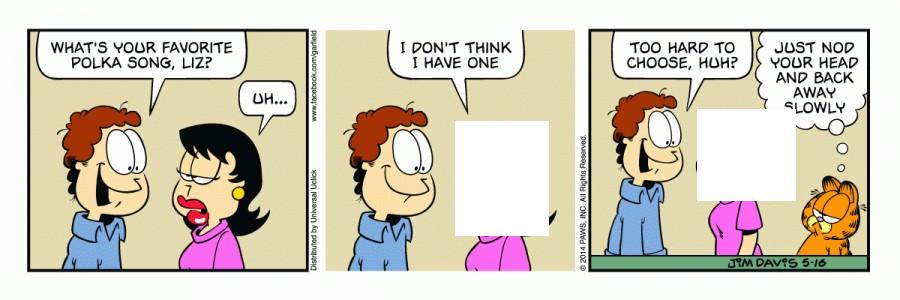 WHAT'S YOUR FAVORITE
POLKA SONG, LIZ?
UH...
www.facebook.com/garfield
Distributed by Universal Uclick
I DON'T THINK
I HAVE ONE
© 2014 PAWS, INC. All Rights Reserved.
TOO HARD TO
CHOOSE, HUH?
JUST NOD
YOUR HEAD
AND BACK
AWAY
SLOWLY
JIM DAVIS 5-16